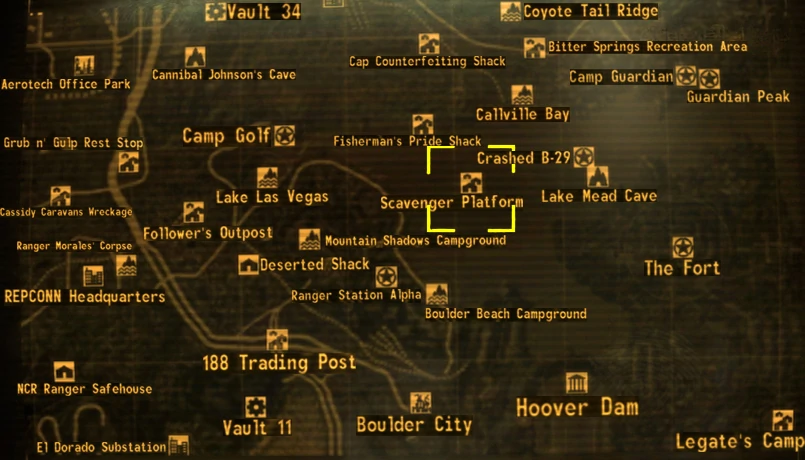 Vault 34
Coyote Tail Ridge
Bitter Springs Recreation Area
Cap Counterfeiting Shack
Cannibal Johnson's Cave
Camp Guardian
Aerotech Office Park
Guardian Peak
Callville Bay
Camp Golf
Grub n' Gulp Rest Stop
Fisherman's Pride Shack
Crashed B-29
Lake Las Vegas
Lake Mead Cave
Scavenger Platform
Cassidy Caravans Wreckage
Follower's Outpost
Mountain Shadows Campground
Ranger Morales' Corpse
Deserted Shack
The Fort
Ranger Station Alpha
REPCONN Headquarters
Boulder Beach Campground
188 Trading Post
NCR Ranger Safehouse
Hoover Dam
Boulder City
Vault 11
Legate's Camp
El Dorado Substation